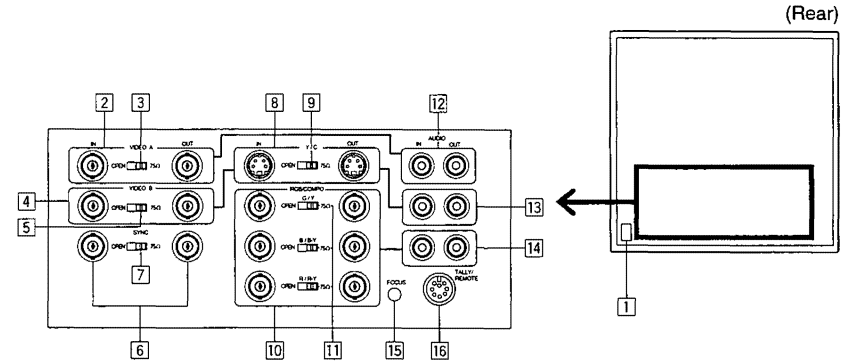 (Rear)
2 3 8 9 12
IN VIDEO A OUT
OPEN 75Ω
IN Y/C OUT
OPEN 75Ω
AUDIO
IN OUT
4 VIDEO B
OPEN 75Ω
5
RGB/COMPO
G/Y
OPEN 75Ω
13
SYNC
OPEN 75Ω
7
B/B-Y
OPEN 75Ω
14
R/R-Y
OPEN 75Ω
FOCUS
TALLY/
REMOTE
1
6 10 11 15 16